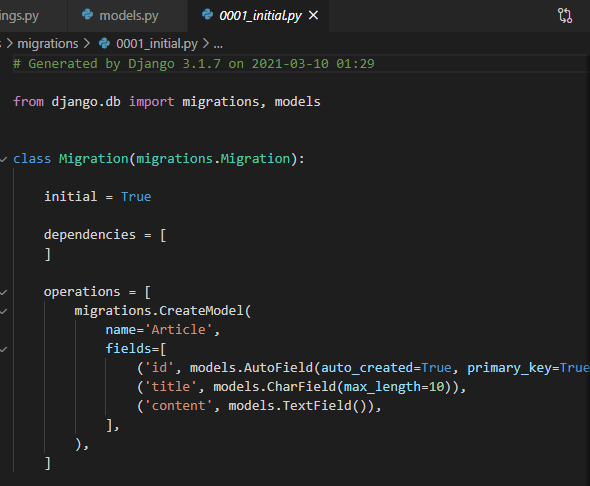 ngs.py models.py 0001_initial.py ×
s > migrations > 0001_initial.py > ...
# Generated by Django 3.1.7 on 2021-03-10 01:29
from django.db import migrations, models
class Migration(migrations.Migration):
initial = True
dependencies = [
]
operations = [
migrations.CreateModel(
name='Article',
fields=[
('id', models.AutoField(auto_created=True, primary_key=True
('title', models.CharField(max_length=10)),
('content', models.TextField()),
],
),
]